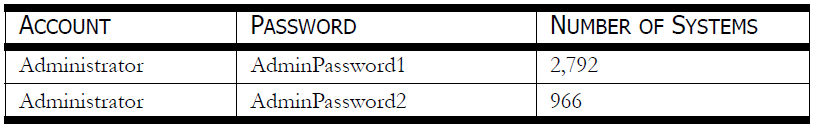 ACCOUNT PASSWORD NUMBER OF SYSTEMS
Administrator AdminPassword1 2,792
Administrator AdminPassword2 966